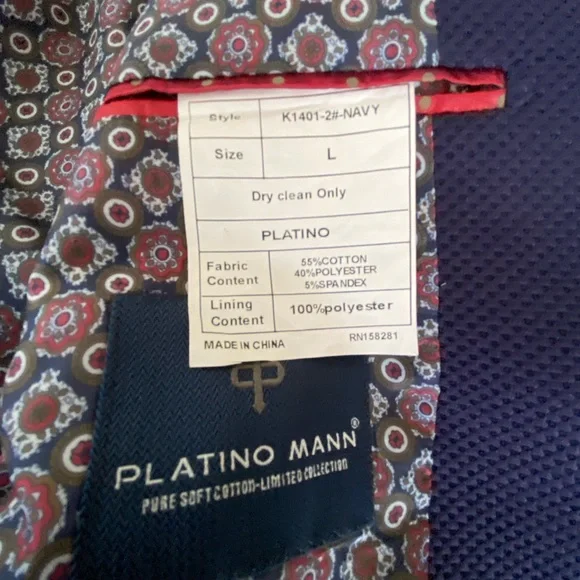 Style K1401-2#-NAVY
Size L
Dry clean Only
PLATINO
Fabric Content 55%COTTON
40%POLYESTER
5%SPANDEX
Lining Content 100%polyester
MADE IN CHINA RN158281
PLATINO MANN®
PURE SOFT COTTON-LIMITED COLLECTION